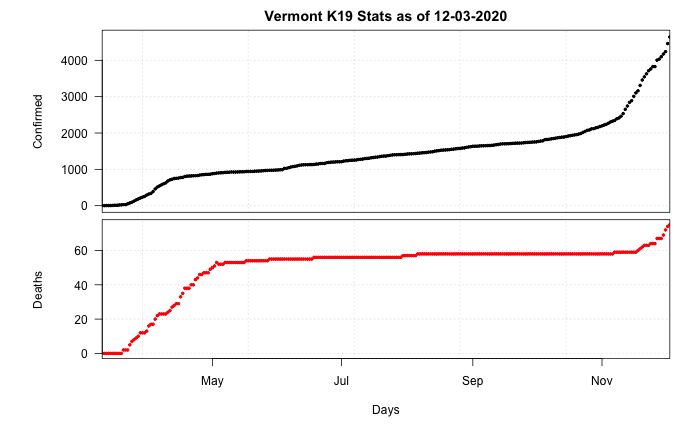 Vermont K19 Stats as of 12-03-2020
Confirmed
4000
3000
2000
1000
0
Deaths
60
40
20
0
May
Jul
Sep
Nov
Days